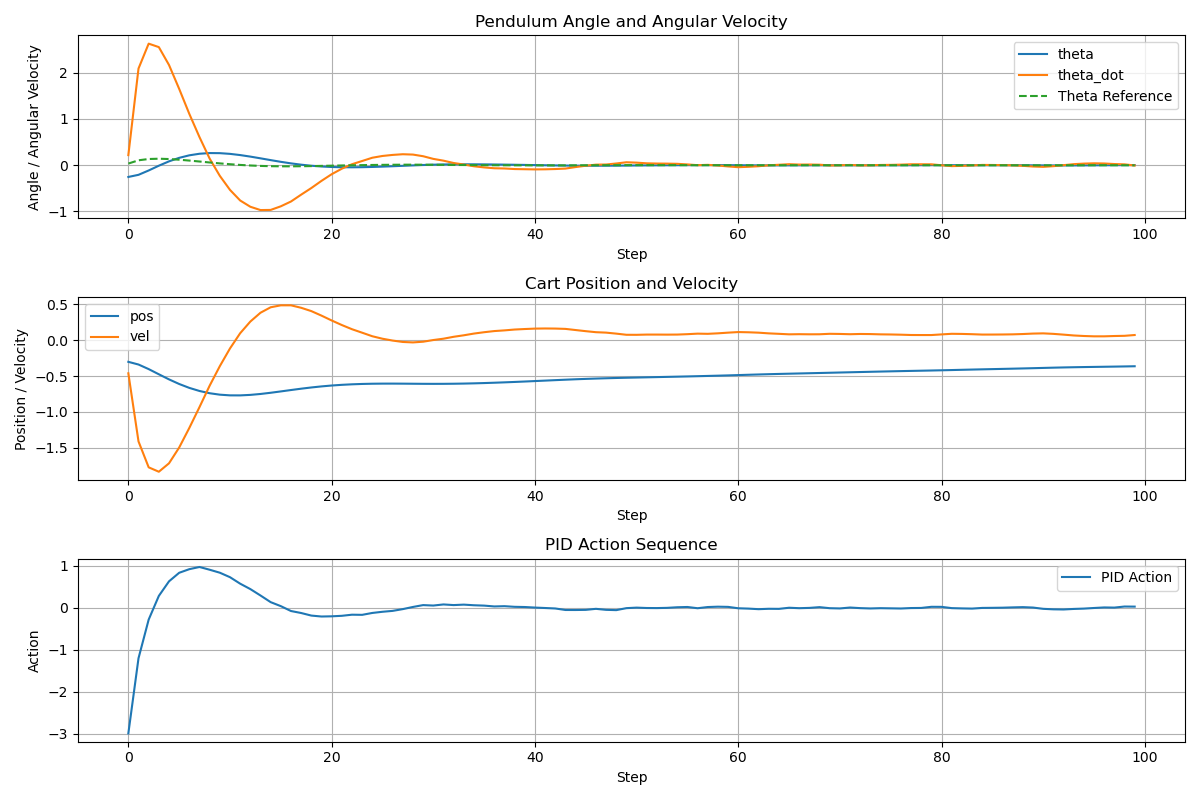 Pendulum Angle and Angular Velocity
Angle / Angular Velocity
2
1
0
−1
theta
theta_dot
Theta Reference
0 20 40 60 80 100
Step
Cart Position and Velocity
Position / Velocity
0.5
0.0
−0.5
−1.0
−1.5
pos
vel
0 20 40 60 80 100
Step
PID Action Sequence
Action
1
0
−1
−2
−3
PID Action
0 20 40 60 80 100
Step